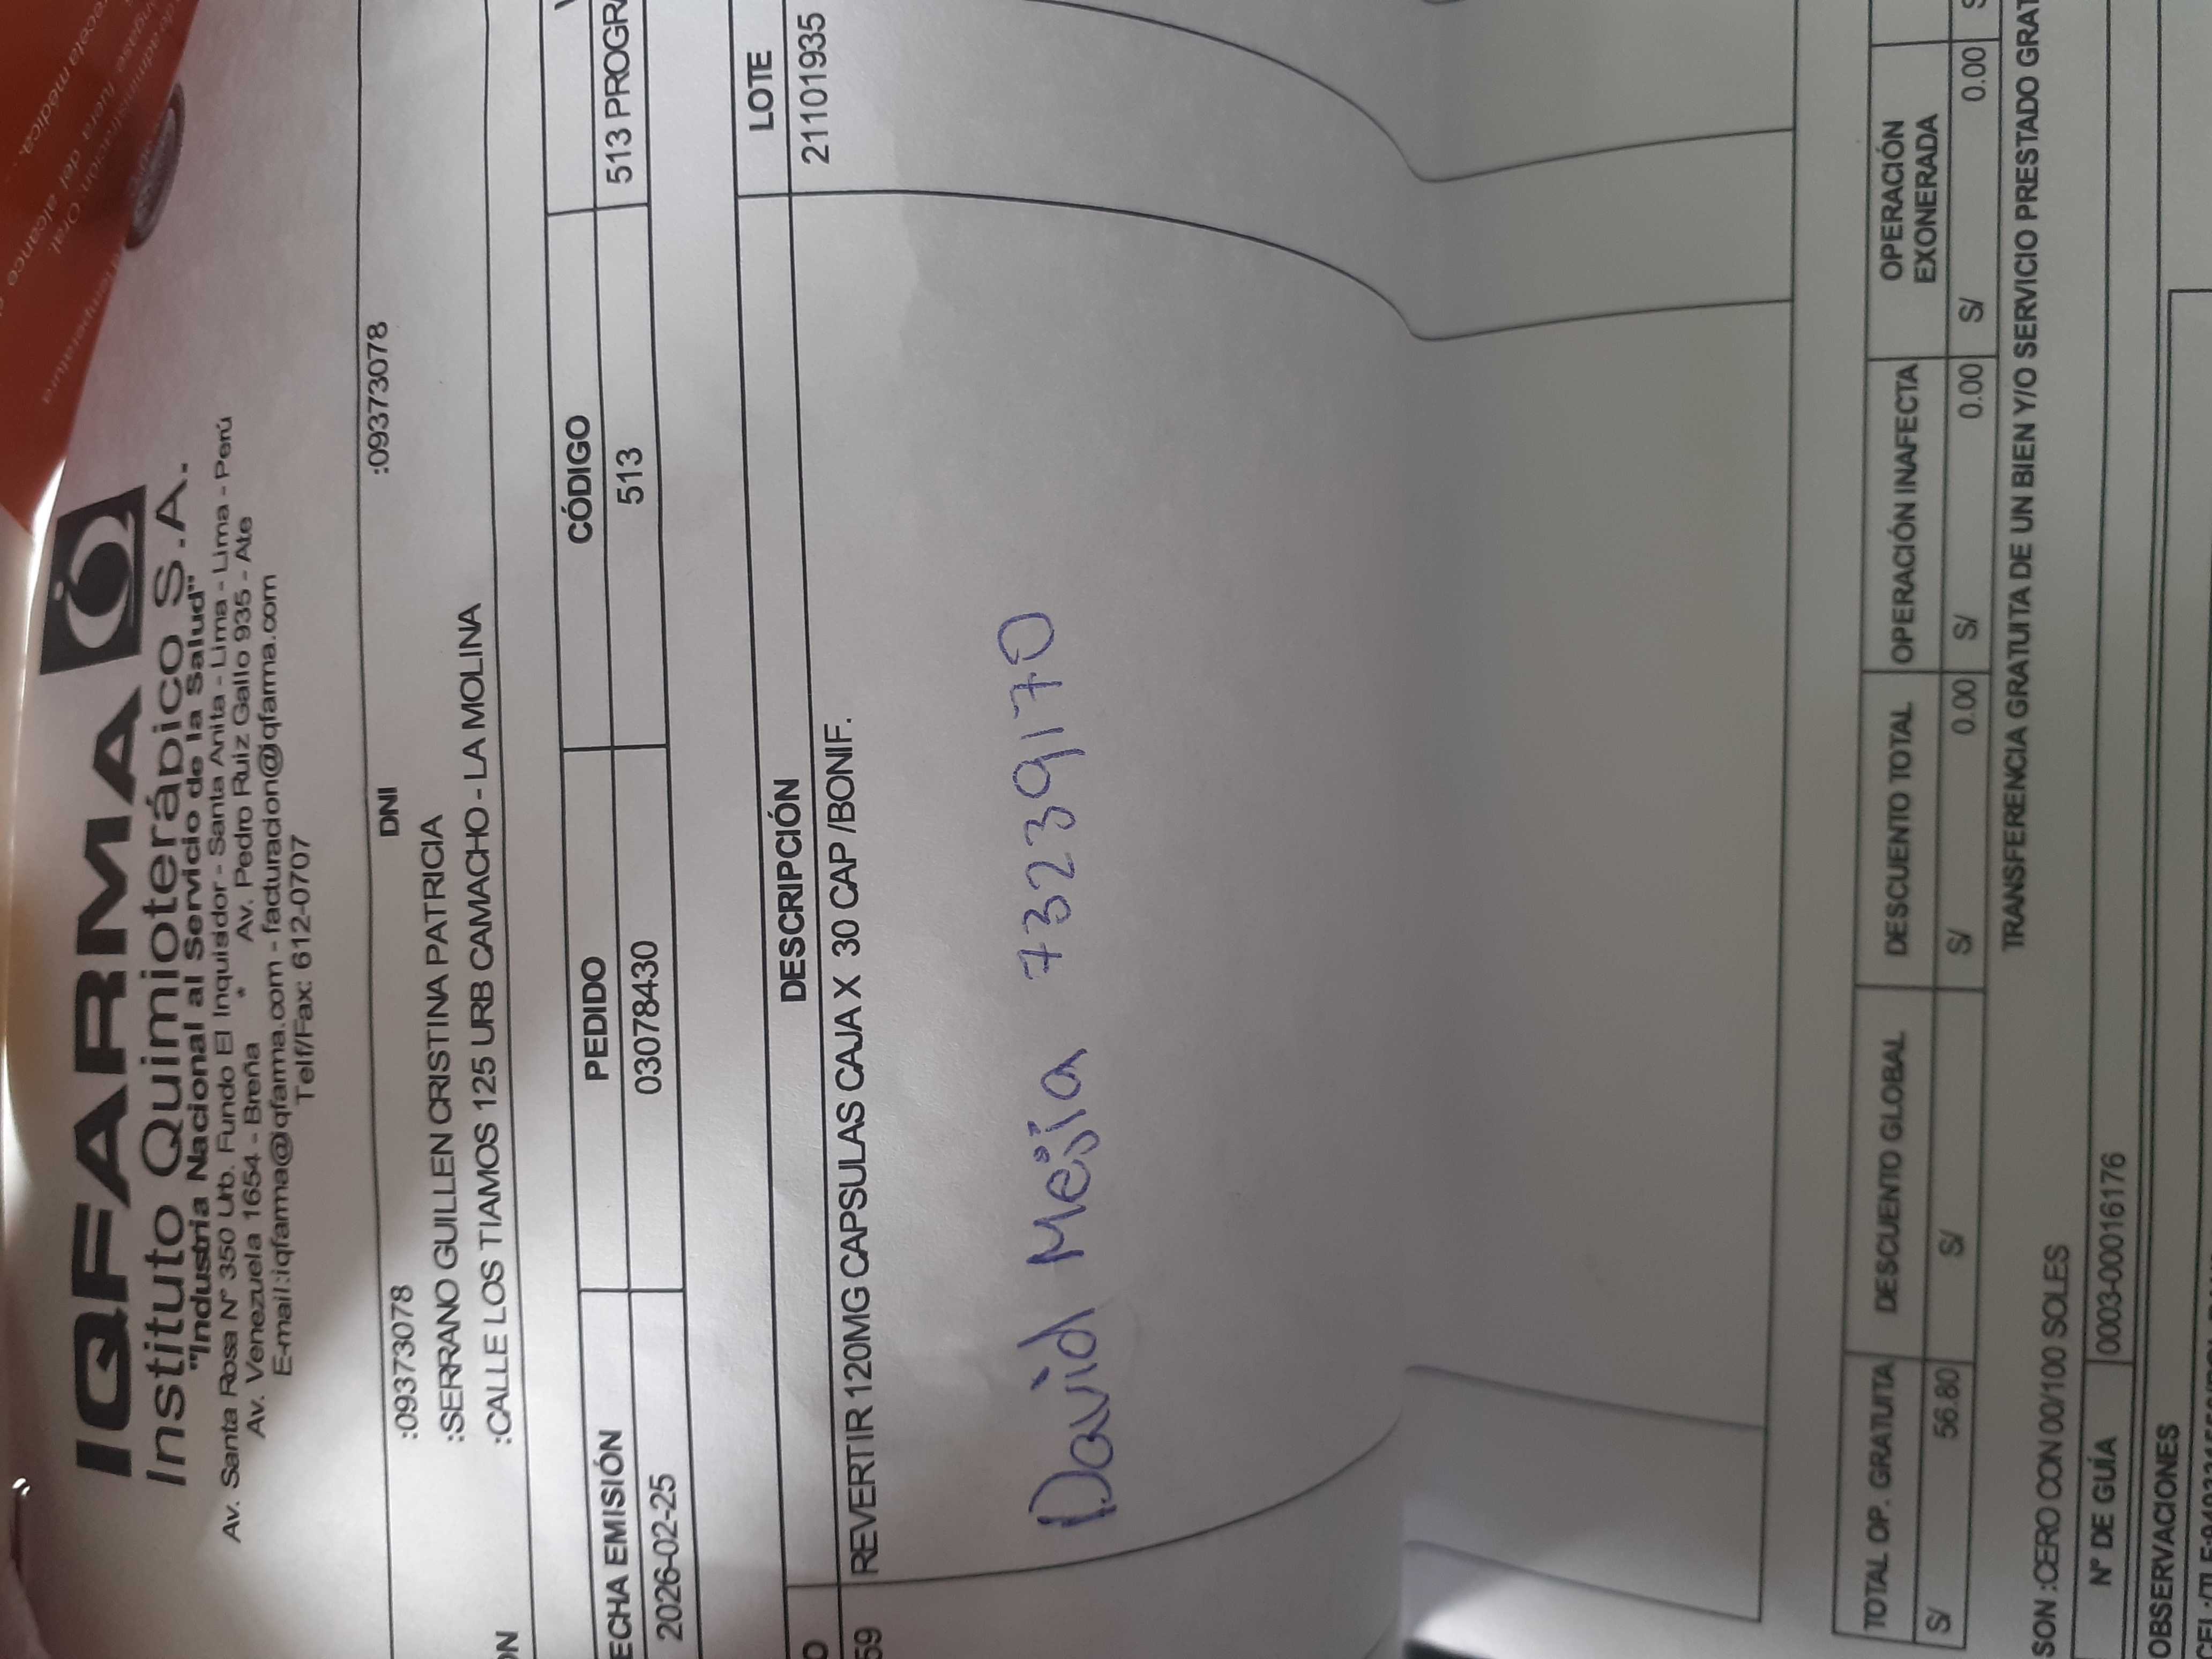 IQFARMA
Instituto Quimioterápico S.A.
"Industria Nacional al Servicio de la Salud"
Av. Santa Rosa N° 350 Urb. Fundo El Inquisidor - Santa Anita - Lima - Lima - Perú
Av. Venezuela 1654 - Breña * Av. Pedro Ruiz Gallo 935 - Ate
E-mail:iqfarma@iqfarma.com - facturacion@iqfarma.com
Telf/Fax: 612-0707
:09373078 DNI :09373078
:SERRANO GUILLEN CRISTINA PATRICIA
:CALLE LOS TIAMOS 125 URB CAMACHO - LA MOLINA
ECHA EMISIÓN PEDIDO CÓDIGO
2026-02-25 03078430 513 513 PROGRA
DESCRIPCIÓN LOTE
59 REVERTIR 120MG CAPSULAS CAJA X 30 CAP /BONIF. 21101935
David Mesía 73239170
TOTAL OP. GRATUITA DESCUENTO GLOBAL DESCUENTO TOTAL OPERACIÓN INAFECTA OPERACIÓN EXONERADA
S/ 56.80 S/ S/ 0.00 S/ 0.00 S/ 0.00
TRANSFERENCIA GRATUITA DE UN BIEN Y/O SERVICIO PRESTADO GRAT
SON :CERO CON 00/100 SOLES
N° DE GUÍA 0003-00016176
OBSERVACIONES